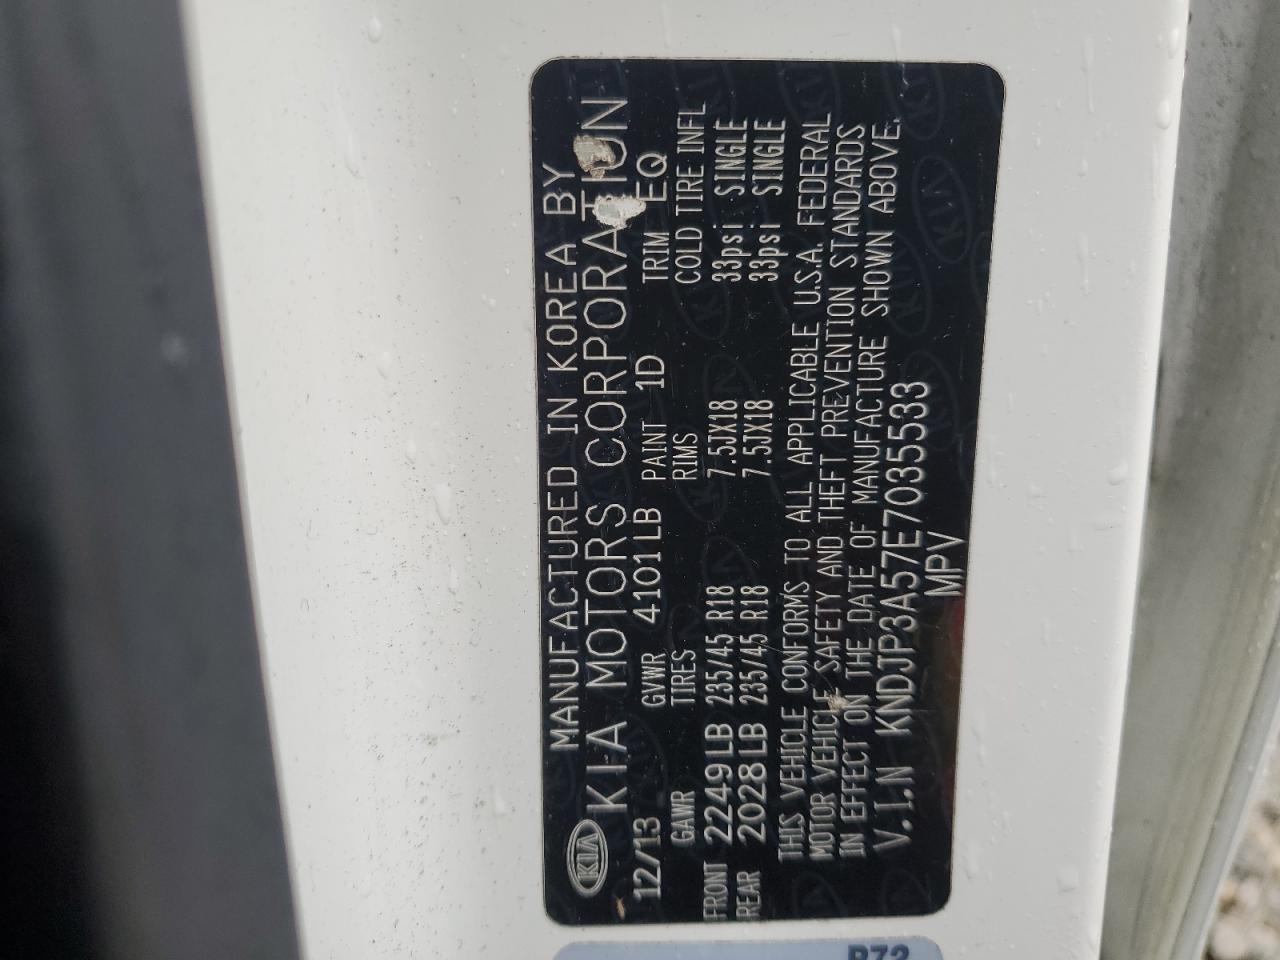 MANUFACTURED IN KOREA BY
KIA KIA MOTORS CORPORATION
12/13 GVWR 4101LB PAINT 1D TRIM EQ
GAWR TIRES RIMS COLD TIRE INFL
FRONT 2249LB 235/45 R18 7.5JX18 33psi SINGLE
REAR 2028LB 235/45 R18 7.5JX18 33psi SINGLE
THIS VEHICLE CONFORMS TO ALL APPLICABLE U.S.A. FEDERAL
MOTOR VEHICLE SAFETY AND THEFT PREVENTION STANDARDS
IN EFFECT ON THE DATE OF MANUFACTURE SHOWN ABOVE.
V.I.N KNDJP3A57E7035533
MPV